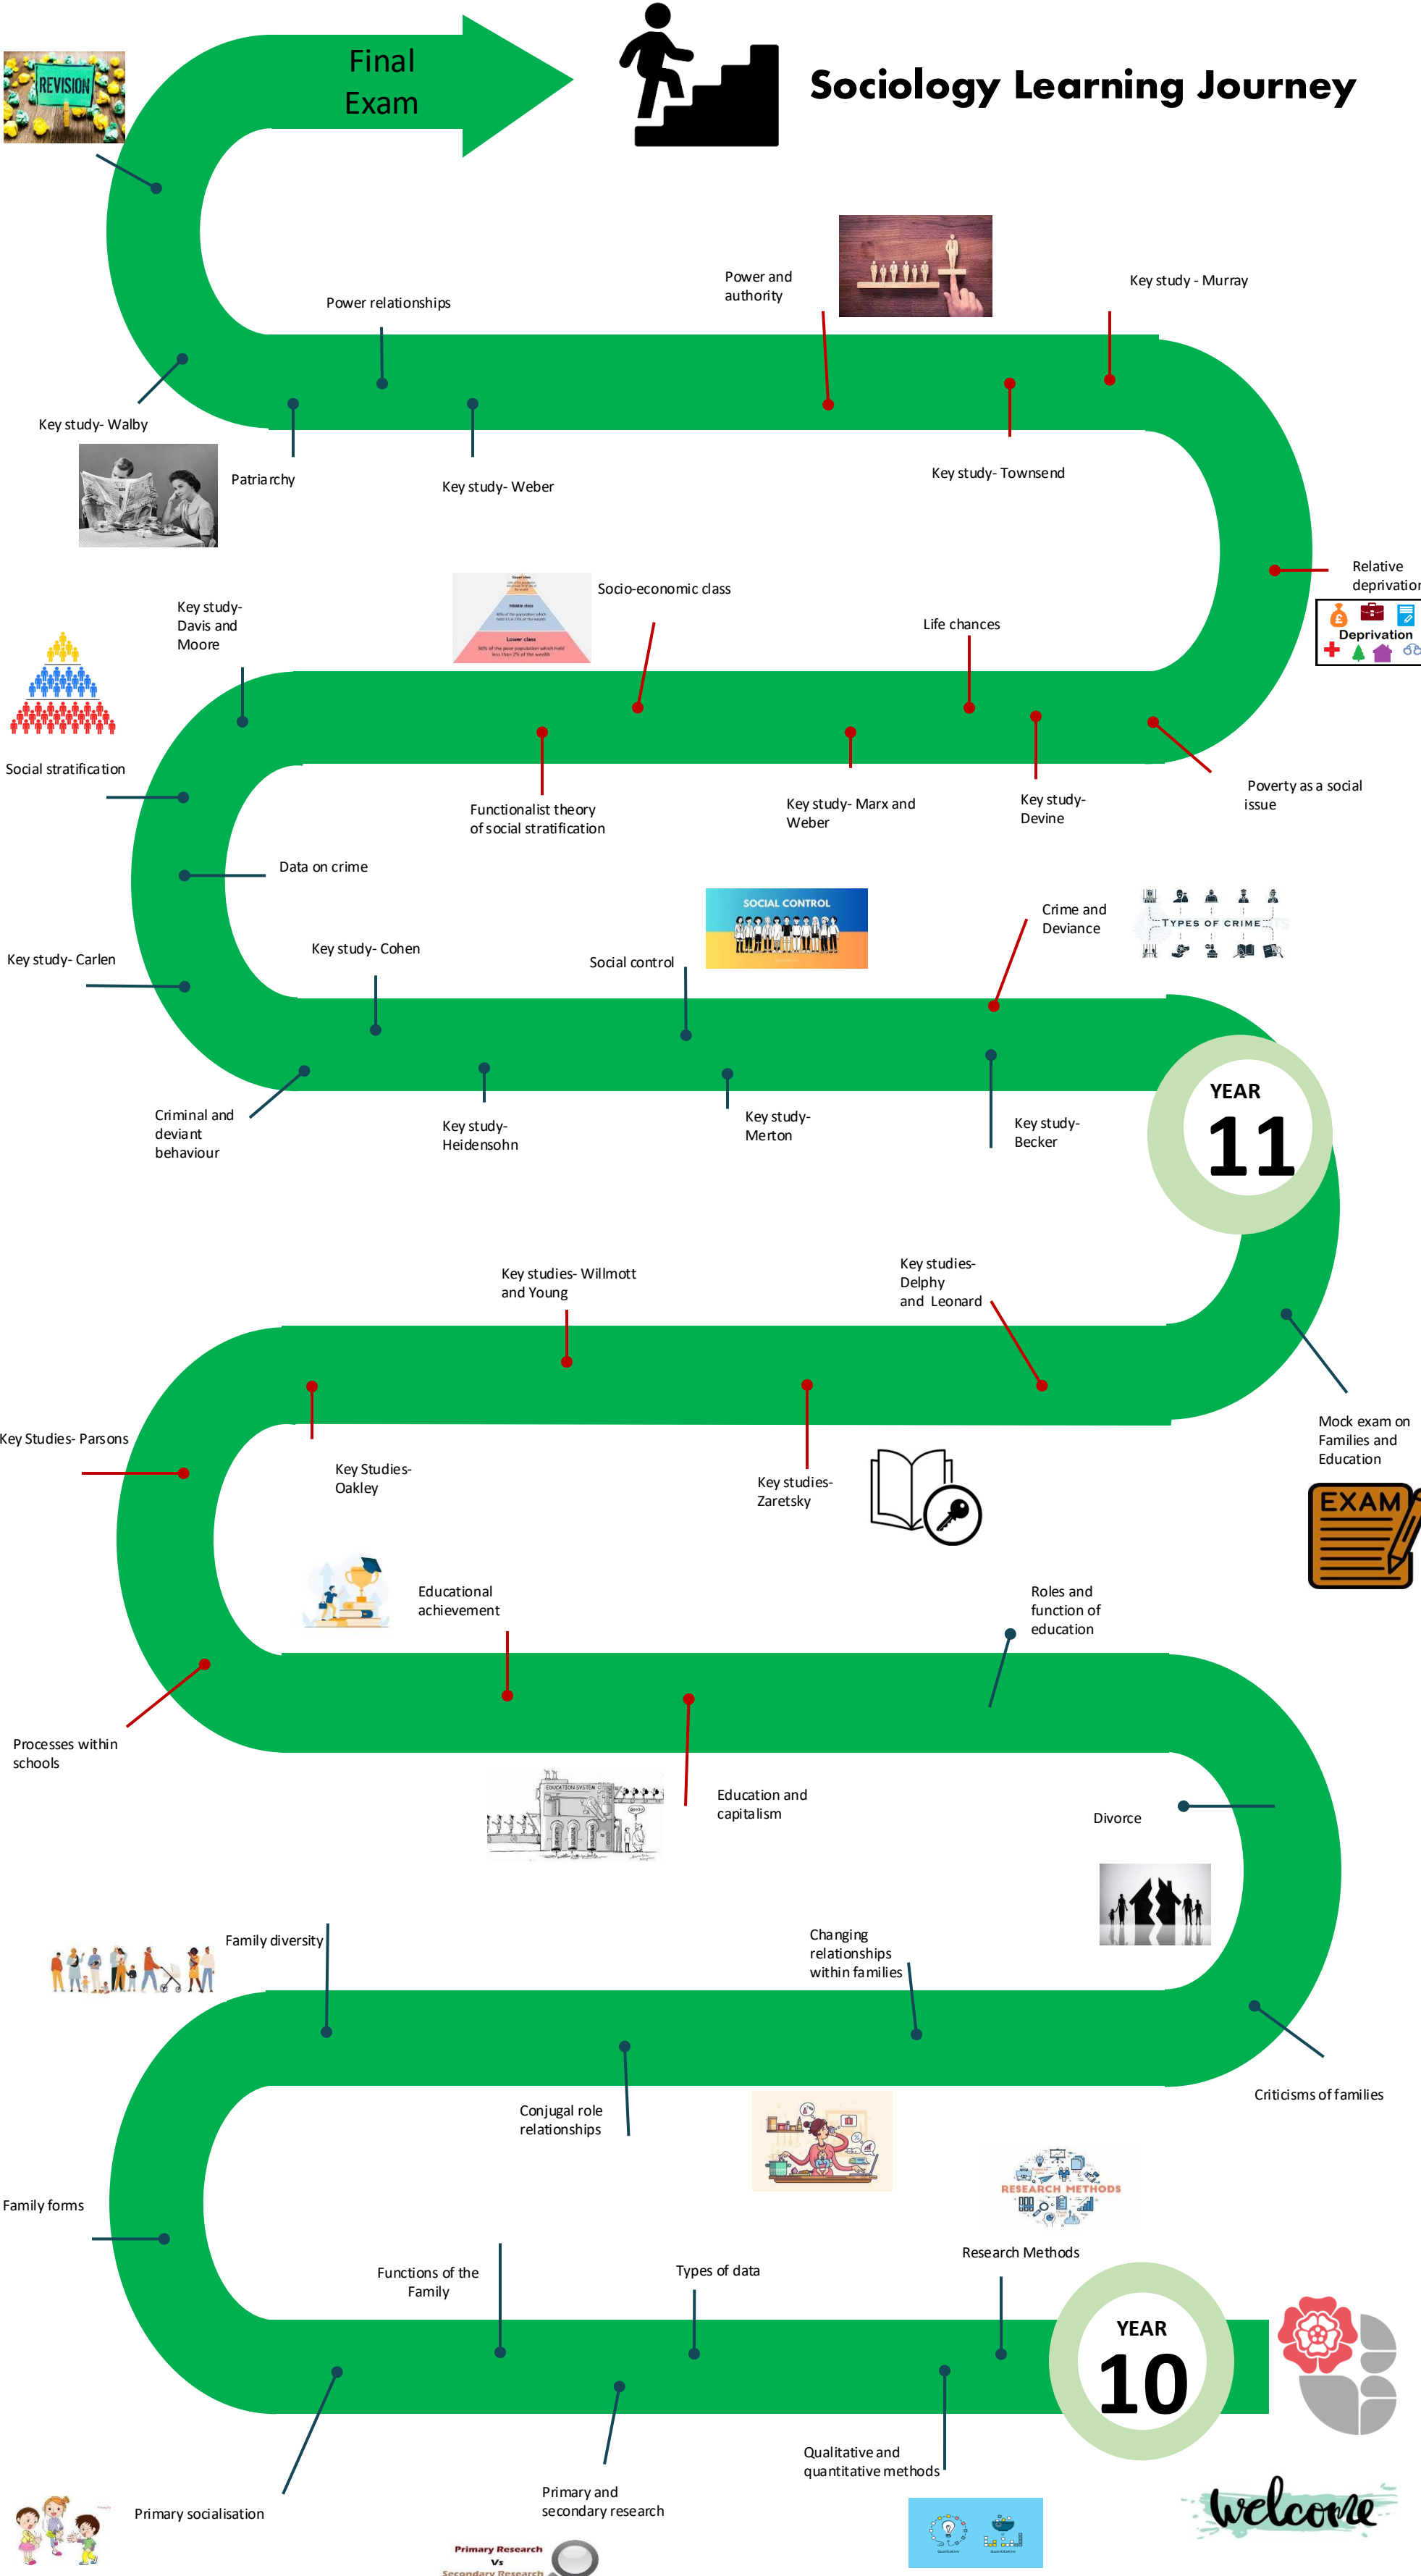 Final
Exam
Sociology Learning Journey
REVISION
Power and
authority
Key study - Murray
Power relationships
Key study- Walby
Patriarchy
Key study- Weber
Key study- Townsend
Relative
deprivation
Deprivation
Key study-
Davis and
Moore
Socio-economic class
Middle class
Lower class
Life chances
Social stratification
Functionalist theory
of social stratification
Key study- Marx and
Weber
Key study-
Devine
Poverty as a social
issue
Data on crime
SOCIAL CONTROL
Crime and
Deviance
TYPES OF CRIME
Key study- Carlen
Key study- Cohen
Social control
Criminal and
deviant
behaviour
Key study-
Heidensohn
Key study-
Merton
Key study-
Becker
YEAR
11
Key studies- Willmott
and Young
Key studies-
Delphy
and Leonard
Key Studies- Parsons
Key Studies-
Oakley
Key studies-
Zaretsky
Mock exam on
Families and
Education
EXAM
Educational
achievement
Roles and
function of
education
Processes within
schools
EDUCATION SYSTEM
Education and
capitalism
Divorce
Family diversity
Changing
relationships
within families
Conjugal role
relationships
Criticisms of families
RESEARCH METHODS
Family forms
Functions of the
Family
Types of data
Research Methods
YEAR
10
Primary socialisation
Primary and
secondary research
Qualitative and
quantitative methods
welcome
Primary Research
Vs
Secondary Research